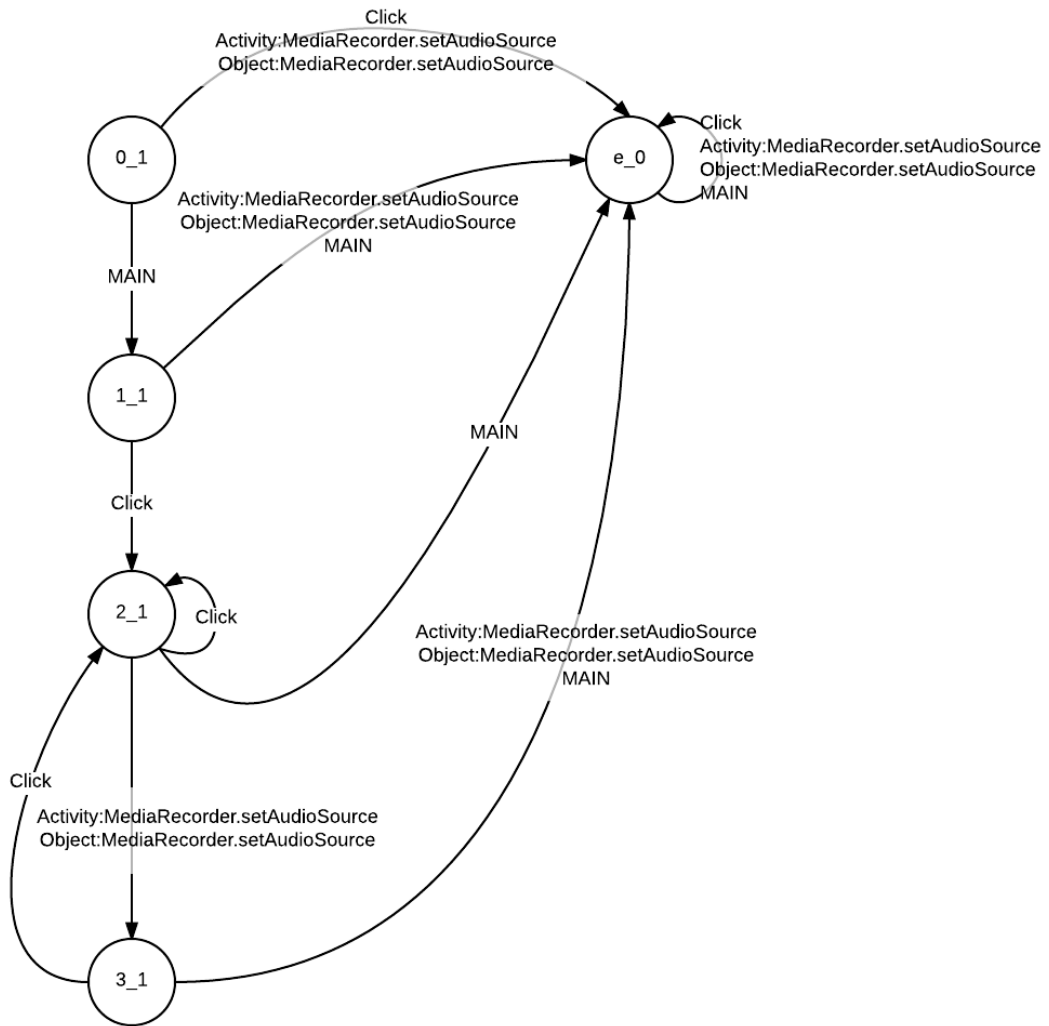 Click
Activity:MediaRecorder.setAudioSource
Object:MediaRecorder.setAudioSource
0_1
e_0
Click
Activity:MediaRecorder.setAudioSource
Object:MediaRecorder.setAudioSource
MAIN
Activity:MediaRecorder.setAudioSource
Object:MediaRecorder.setAudioSource
MAIN
MAIN
1_1
MAIN
Click
2_1
Click
Activity:MediaRecorder.setAudioSource
Object:MediaRecorder.setAudioSource
MAIN
Click
Activity:MediaRecorder.setAudioSource
Object:MediaRecorder.setAudioSource
3_1